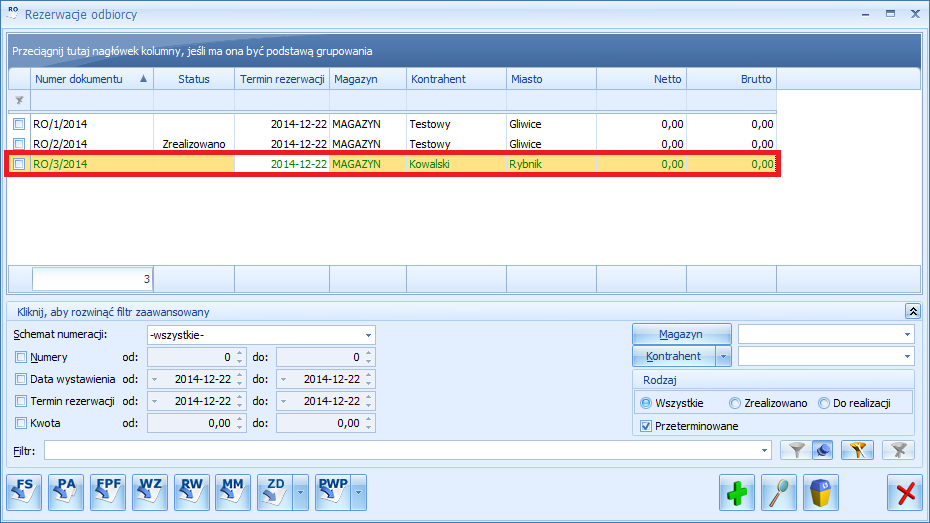 RO Rezerwacje odbiorcy
Przeciągnij tutaj nagłówek kolumny, jeśli ma ona być podstawą grupowania
Numer dokumentu Status Termin rezerwacji Magazyn Kontrahent Miasto Netto Brutto
RO/1/2014 2014-12-22 MAGAZYN Testowy Gliwice 0,00 0,00
RO/2/2014 Zrealizowano 2014-12-22 MAGAZYN Testowy Gliwice 0,00 0,00
RO/3/2014 2014-12-22 MAGAZYN Kowalski Rybnik 0,00 0,00
3
Kliknij, aby rozwinąć filtr zaawansowany
Schemat numeracji: -wszystkie- Magazyn
Numery od: 0 do: 0 Kontrahent
Data wystawienia od: 2014-12-22 do: 2014-12-22 Rodzaj
Termin rezerwacji od: 2014-12-22 do: 2014-12-22 Wszystkie Zrealizowano Do realizacji
Kwota od: 0,00 do: 0,00 Przeterminowane
Filtr:
FS PA FPF WZ RW MM ZD PWP